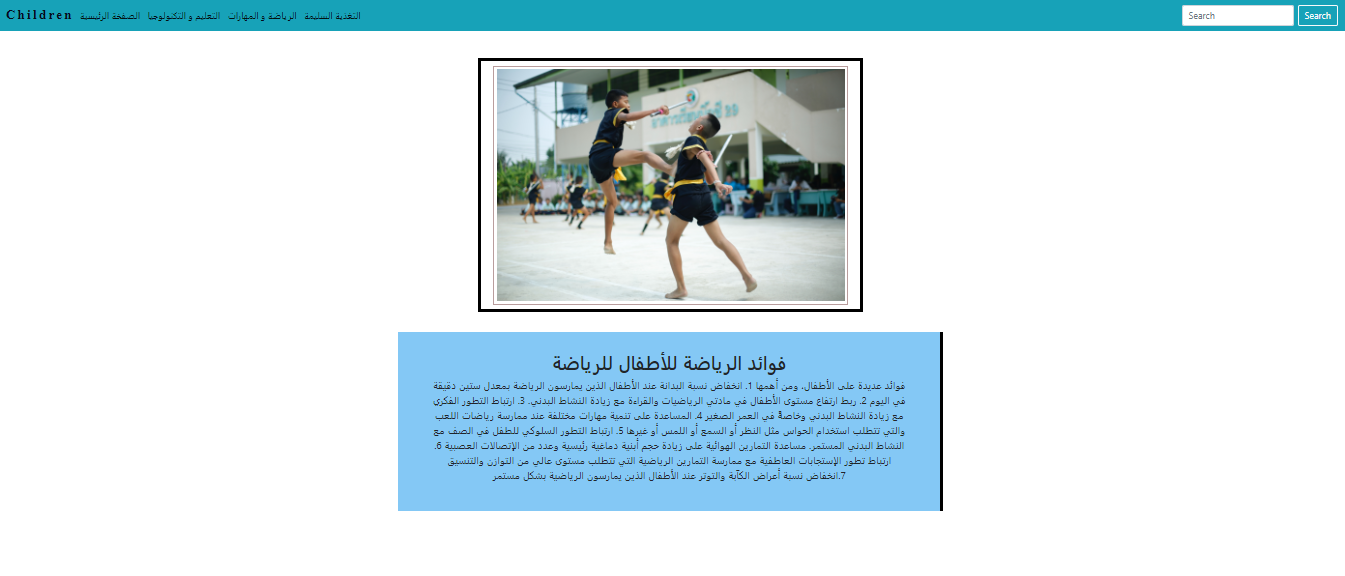 Children الصفحة الرئيسية التعليم و التكنولوجيا الرياضة و المهارات التغذية السليمة Search Search
فوائد الرياضة للأطفال للرياضة
فوائد عديدة على الأطفال، ومن أهمها 1. انخفاض نسبة البدانة عند الأطفال الذين يمارسون الرياضة بمعدل ستين دقيقة
في اليوم 2. ربط ارتفاع مستوى الأطفال في مادتي الرياضيات والقراءة مع زيادة النشاط البدني. 3. ارتباط التطور الفكري
مع زيادة النشاط البدني وخاصةً في العمر الصغير 4. المساعدة على تنمية مهارات مختلفة عند ممارسة رياضات اللعب
والتي تتطلب استخدام الحواس مثل النظر أو السمع أو اللمس أو غيرها 5. ارتباط التطور السلوكي للطفل في الصف مع
النشاط البدني المستمر. مساعدة التمارين الهوائية على زيادة حجم أبنية دماغية رئيسية وعدد من الإتصالات العصبية 6.
ارتباط تطور الإستجابات العاطفية مع ممارسة التمارين الرياضية التي تتطلب مستوى عالي من التوازن والتنسيق
7.انخفاض نسبة أعراض الكآبة والتوتر عند الأطفال الذين يمارسون الرياضية بشكل مستمر